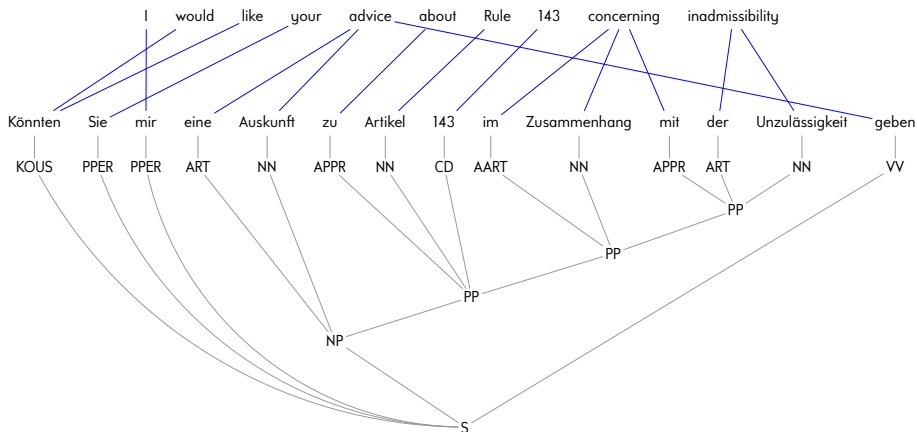 I would like your advice about Rule 143 concerning inadmissibility
Könnten Sie mir eine Auskunft zu Artikel 143 im Zusammenhang mit der Unzulässigkeit geben
KOUS PPER PPER ART NN APPR NN CD AART NN APPR ART NN VV
PP
PP
PP
NP
S